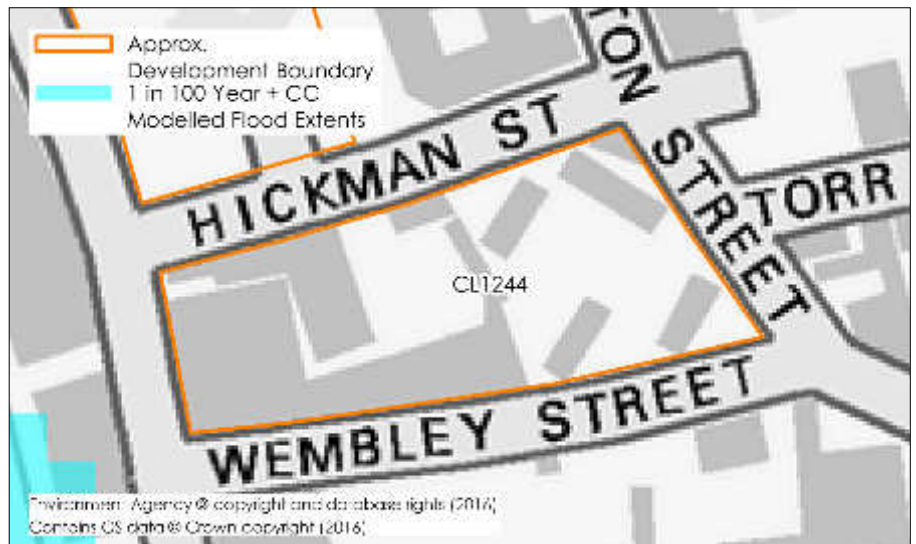 Approx.
Development Boundary
1 in 100 Year + CC
Modelled Flood Extents
TON STREET
HICKMAN ST
TORR
CL1244
WEMBLEY STREET
Environment Agency © copyright and database rights (2016)
Contains OS data © Crown copyright (2016)